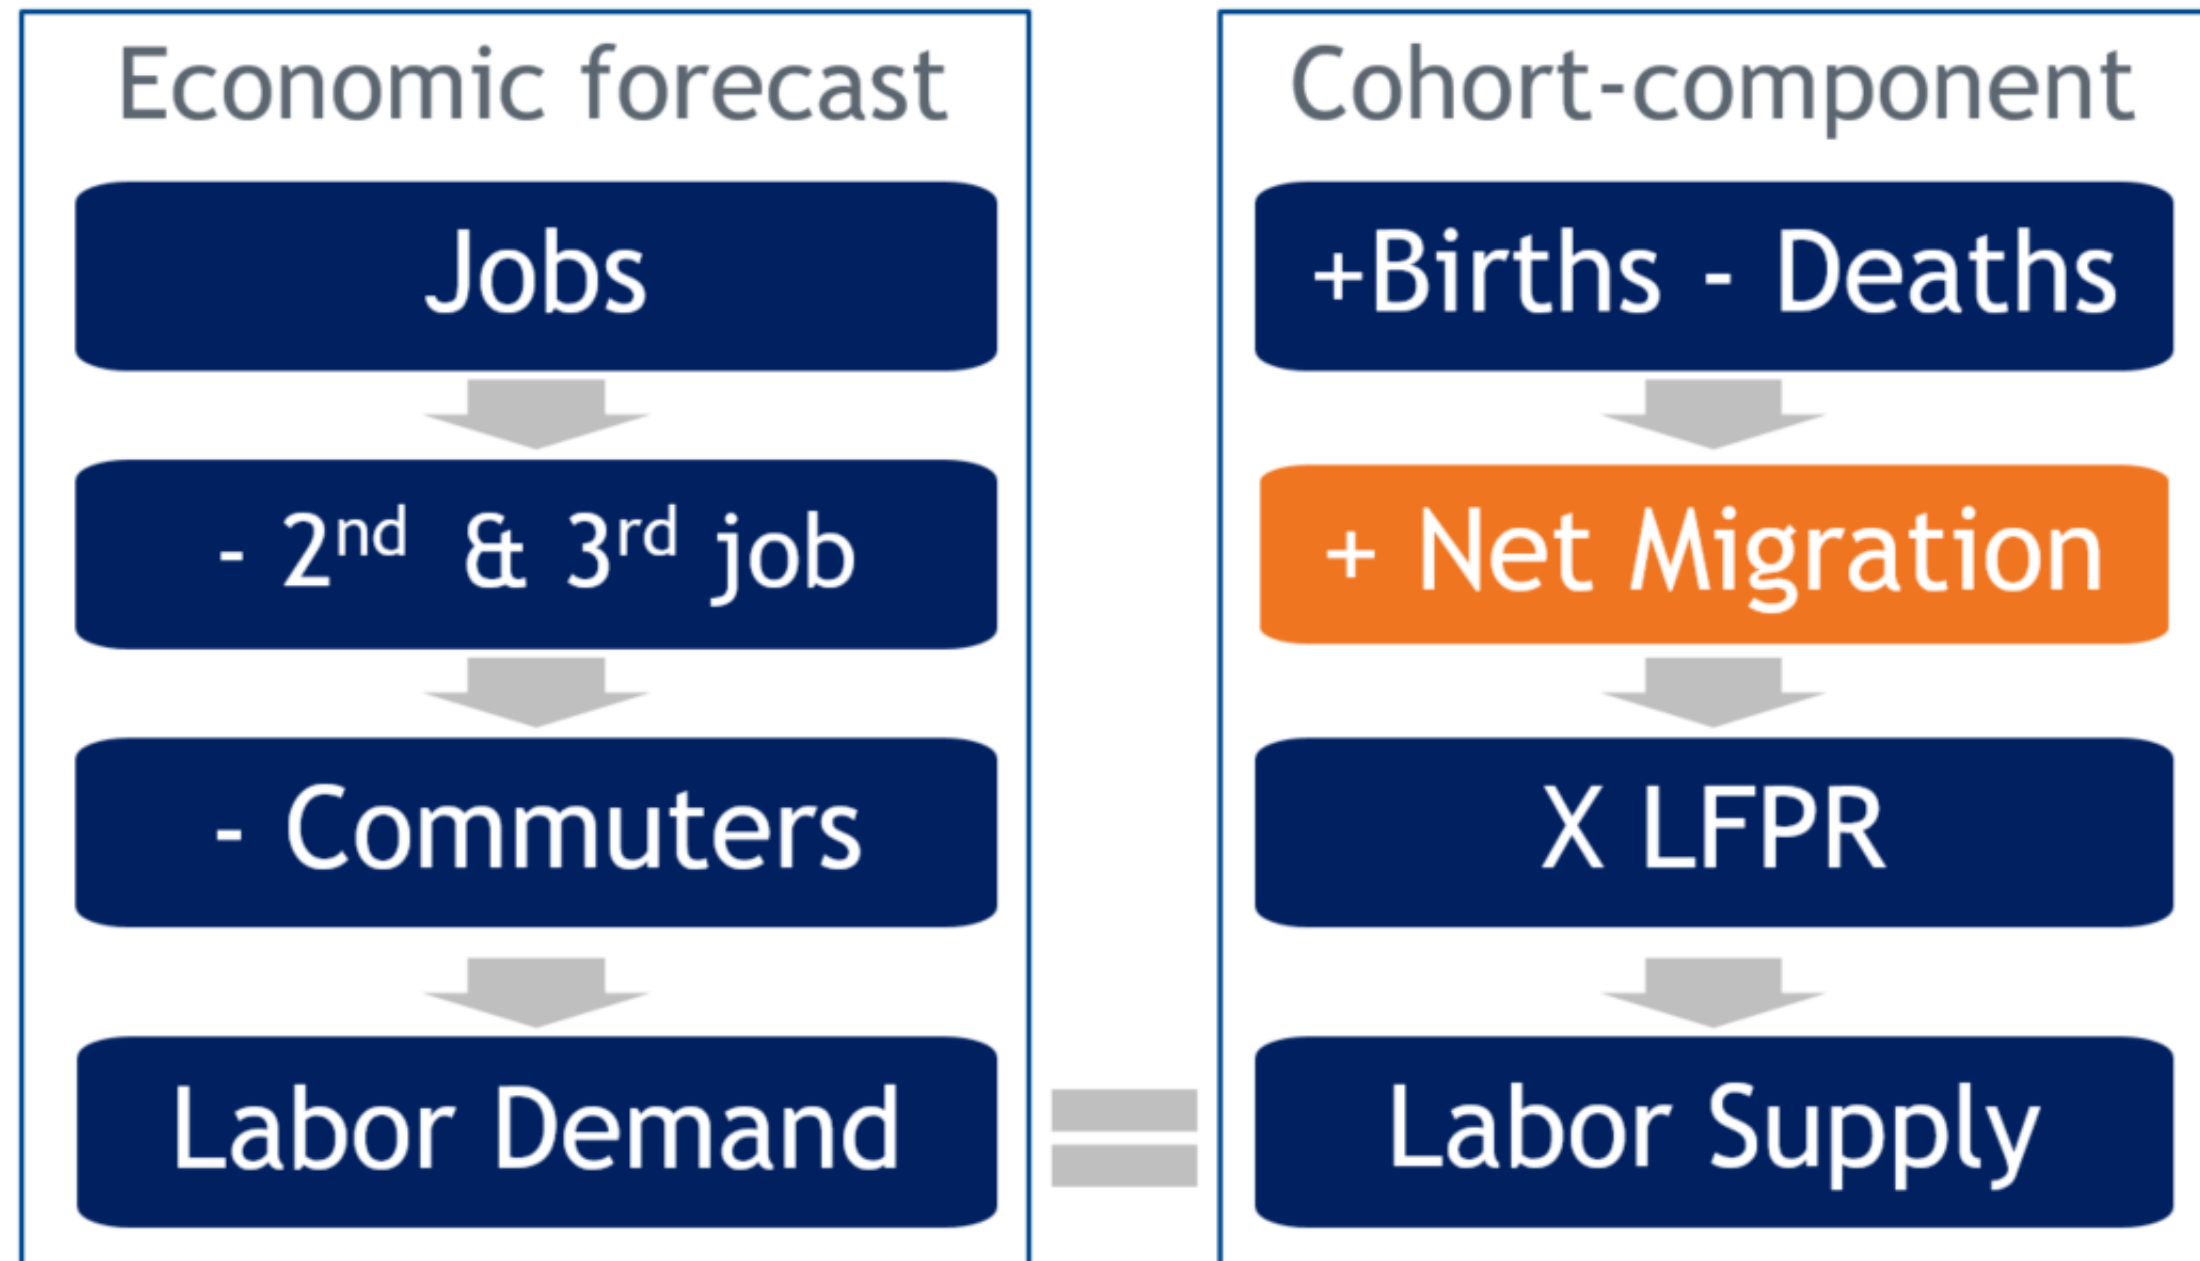 Economic forecast
Jobs
- 2nd & 3rd job
- Commuters
Labor Demand
Cohort-component
+Births - Deaths
+ Net Migration
X LFPR
Labor Supply